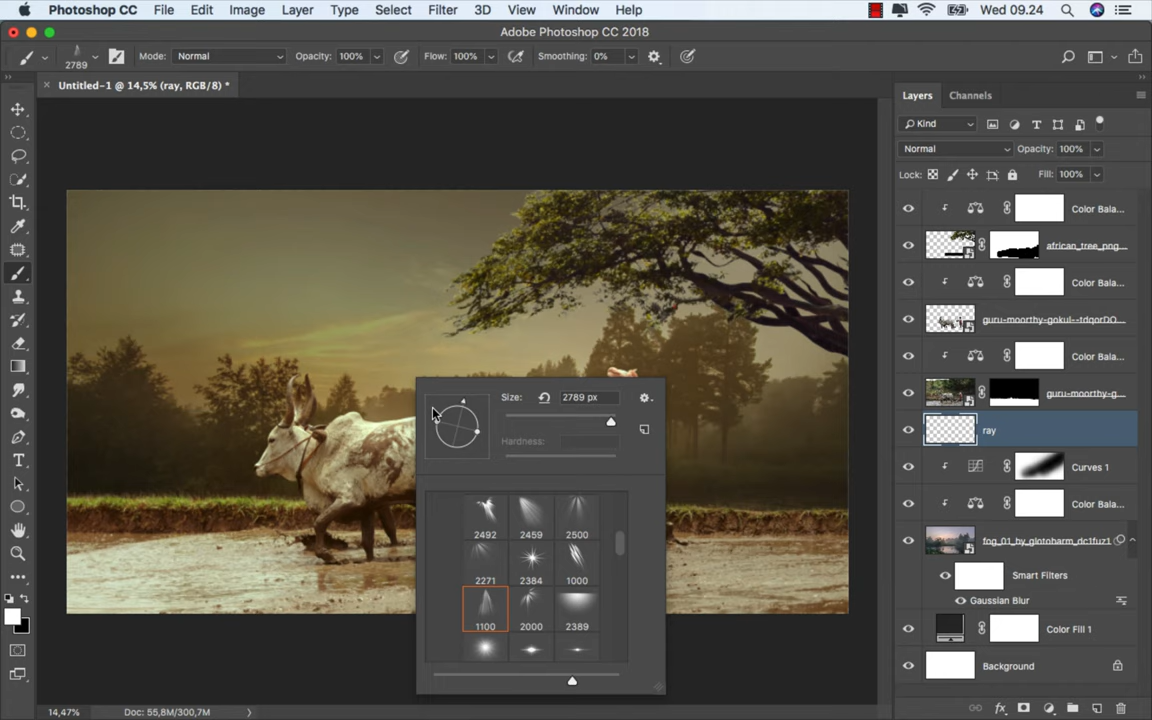 Photoshop CC File Edit Image Layer Type Select Filter 3D View Window Help Wed 09.24
Adobe Photoshop CC 2018
2789 Mode: Normal Opacity: 100% Flow: 100% Smoothing: 0%
Untitled-1 @ 14,5% (ray, RGB/8) *
Layers Channels
Kind
Normal Opacity: 100%
Lock: Fill: 100%
Color Bala...
african_tree_png...
Color Bala...
guru-moorthy-gokul--tdqorDO...
Color Bala...
guru-moorthy-g...
ray
Curves 1
Color Bala...
fog_01_by_glotoharm_dc1fuz1
Smart Filters
Gaussian Blur
Color Fill 1
Background
Size: 2789 px
Hardness:
2492 2459 2500
2271 2384 1000
1100 2000 2389
14,47% Doc: 55,8M/300,7M